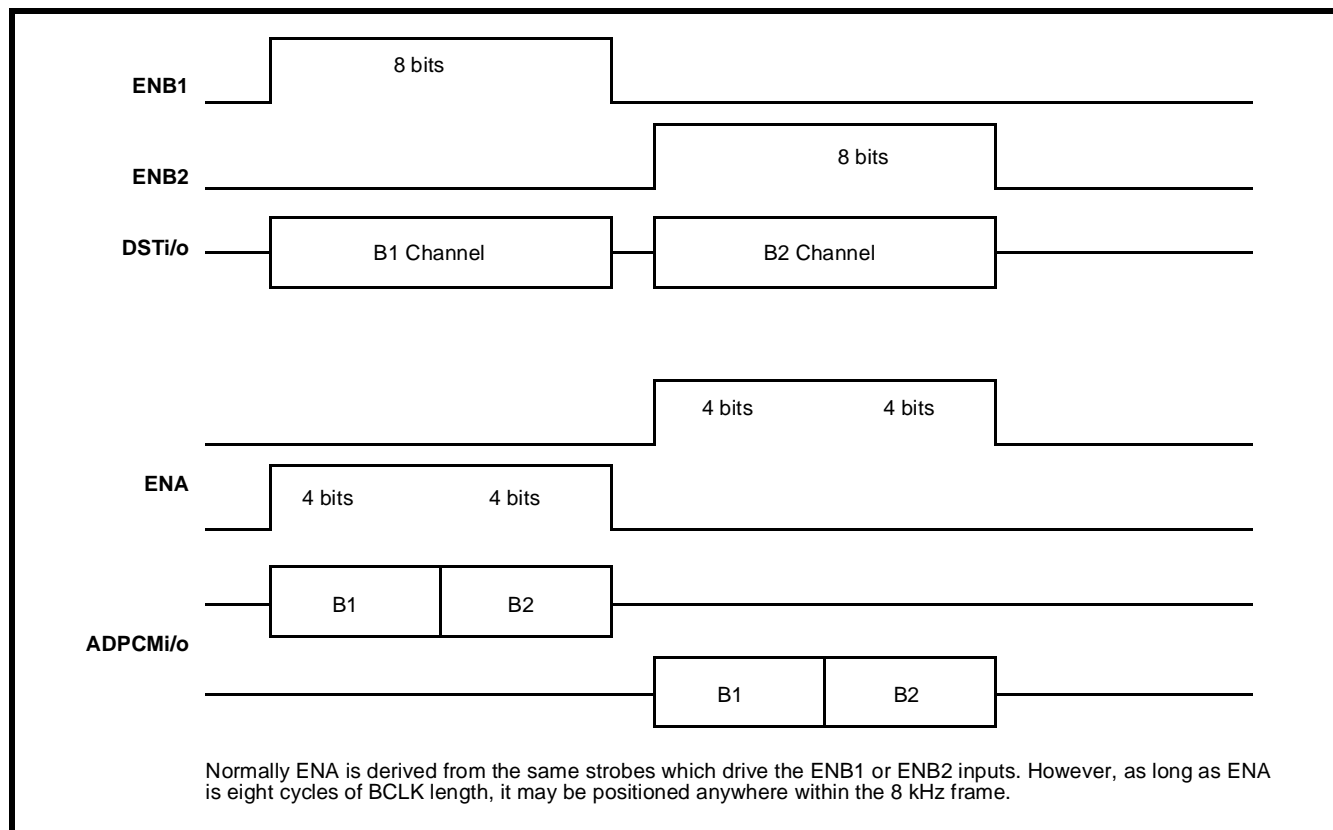 8 bits
ENB1
8 bits
ENB2
DSTi/o
B1 Channel
B2 Channel
4 bits
4 bits
ENA
4 bits
4 bits
B1
B2
ADPCMi/o
B1
B2
Normally ENA is derived from the same strobes which drive the ENB1 or ENB2 inputs. However, as long as ENA
is eight cycles of BCLK length, it may be positioned anywhere within the 8 kHz frame.